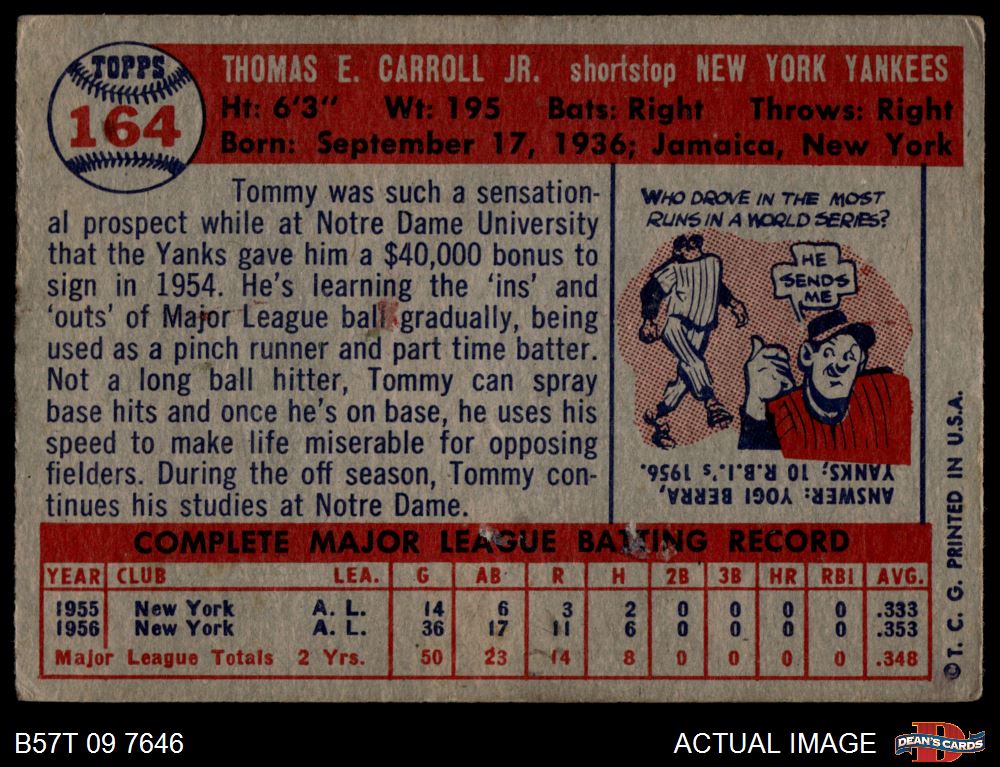 TOPPS
164
THOMAS E. CARROLL JR. shortstop NEW YORK YANKEES
Ht: 6'3" Wt: 195 Bats: Right Throws: Right
Born: September 17, 1936; Jamaica, New York
Tommy was such a sensation-
al prospect while at Notre Dame University
that the Yanks gave him a $40,000 bonus to
sign in 1954. He's learning the 'ins' and
'outs' of Major League ball gradually, being
used as a pinch runner and part time batter.
Not a long ball hitter, Tommy can spray
base hits and once he's on base, he uses his
speed to make life miserable for opposing
fielders. During the off season, Tommy con-
tinues his studies at Notre Dame.
WHO DROVE IN THE MOST
RUNS IN A WORLD SERIES?
HE
SENDS
ME
ANSWER: YOGI BERRA,
YANKS; 10 R.B.I.'s 1956.
COMPLETE MAJOR LEAGUE BATTING RECORD
YEAR CLUB LEA. G AB R H 2B 3B HR RBI AVG.
1955 New York A. L. 14 6 3 2 0 0 0 0 .333
1956 New York A. L. 36 17 11 6 0 0 0 0 .353
Major League Totals 2 Yrs. 50 23 14 8 0 0 0 0 .348
© T. C. G. PRINTED IN U.S.A.
B57T 09 7646
ACTUAL IMAGE
DEAN'S CARDS